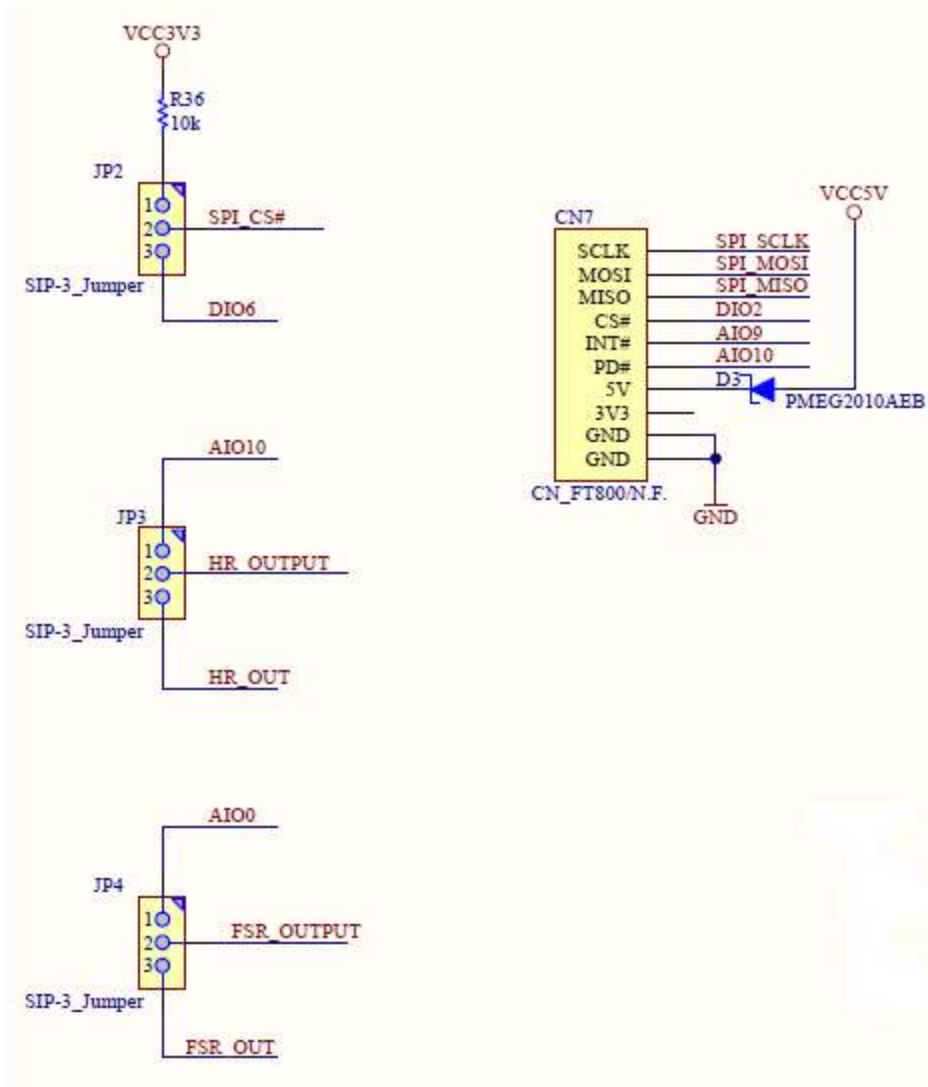 VCC3V3
R36
10k
JP2
1
2
3
SPI_CS#
SIP-3_Jumper
DIO6
AIO10
JP3
1
2
3
HR_OUTPUT
SIP-3_Jumper
HR_OUT
AIO0
JP4
1
2
3
FSR_OUTPUT
SIP-3_Jumper
FSR_OUT
VCC5V
CN7
SCLK SPI_SCLK
MOSI SPI_MOSI
MISO SPI_MISO
CS# DIO2
INT# AIO9
PD# AIO10
5V D3
PMEG2010AEB
3V3
GND
GND
CN_FT800/N.F.
GND